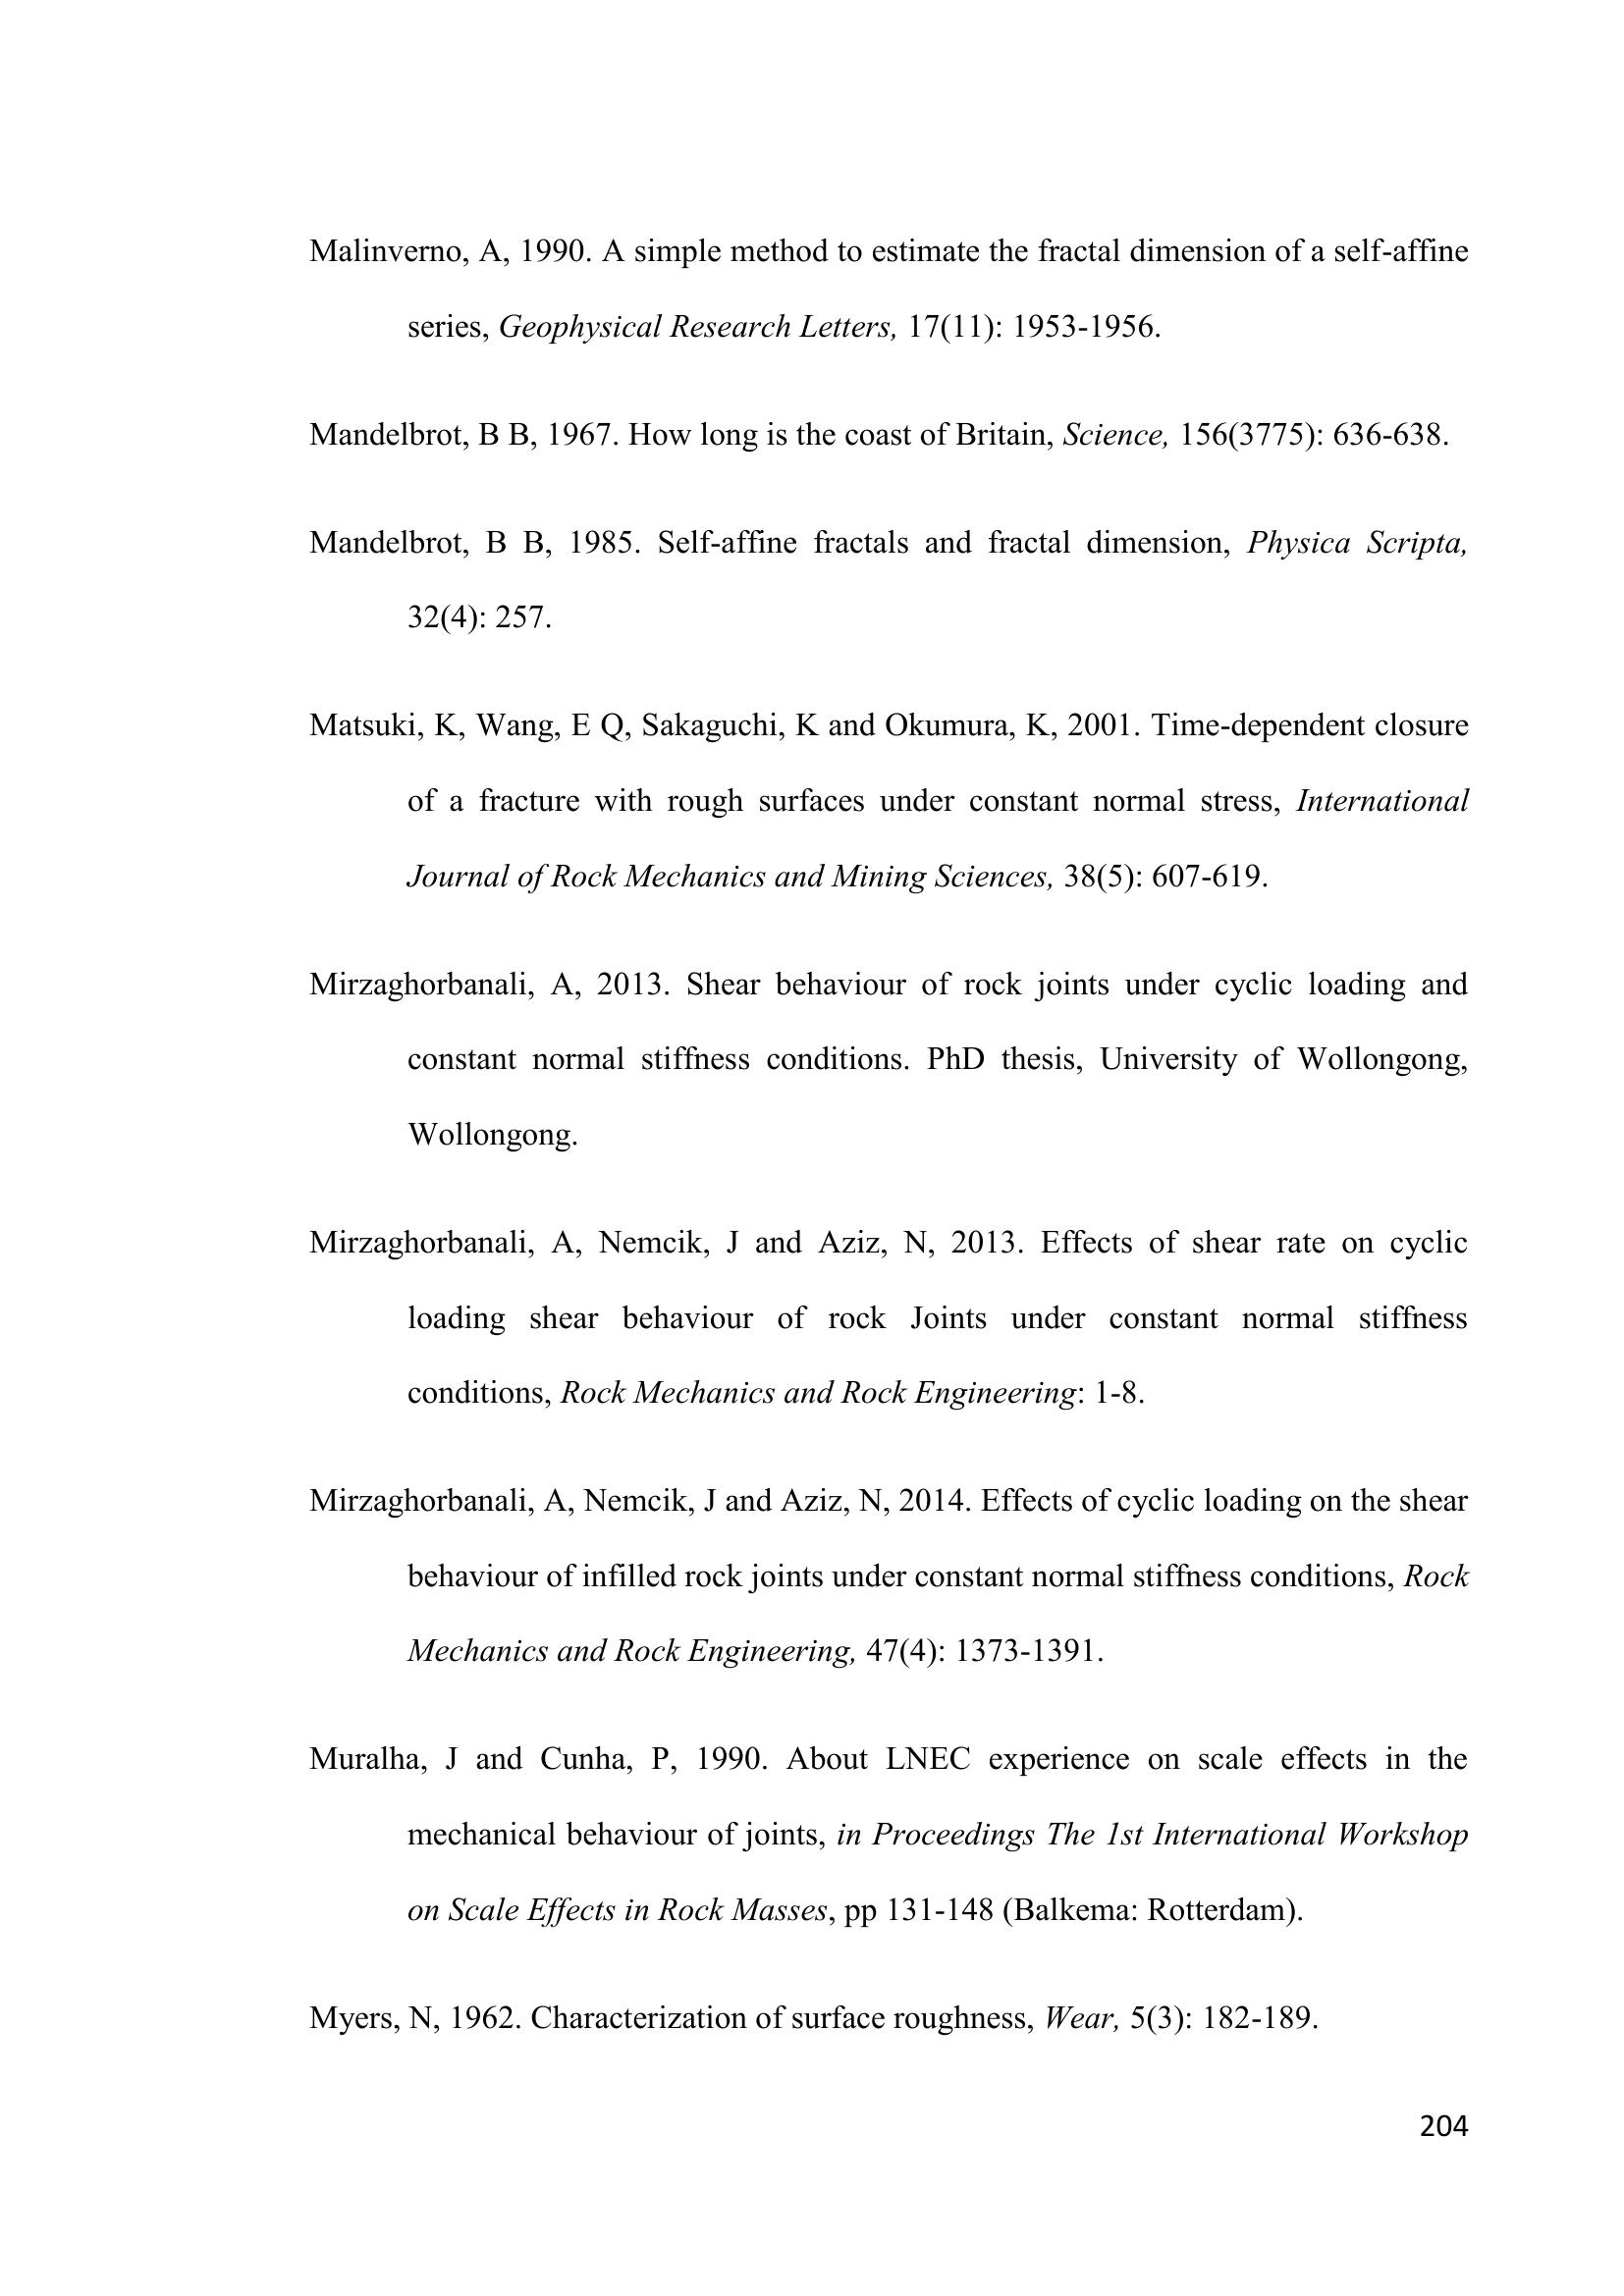 Malinverno, A, 1990. A simple method to estimate the fractal dimension of a self-affine
series, Geophysical Research Letters, 17(11): 1953-1956.
Mandelbrot, B B, 1967. How long is the coast of Britain, Science, 156(3775): 636-638.
Mandelbrot, B B, 1985. Self-affine fractals and fractal dimension, Physica Scripta,
32(4): 257.
Matsuki, K, Wang, E Q, Sakaguchi, K and Okumura, K, 2001. Time-dependent closure
of a fracture with rough surfaces under constant normal stress, International
Journal of Rock Mechanics and Mining Sciences, 38(5): 607-619.
Mirzaghorbanali, A, 2013. Shear behaviour of rock joints under cyclic loading and
constant normal stiffness conditions. PhD thesis, University of Wollongong,
Wollongong.
Mirzaghorbanali, A, Nemcik, J and Aziz, N, 2013. Effects of shear rate on cyclic
loading shear behaviour of rock Joints under constant normal stiffness
conditions, Rock Mechanics and Rock Engineering: 1-8.
Mirzaghorbanali, A, Nemcik, J and Aziz, N, 2014. Effects of cyclic loading on the shear
behaviour of infilled rock joints under constant normal stiffness conditions, Rock
Mechanics and Rock Engineering, 47(4): 1373-1391.
Muralha, J and Cunha, P, 1990. About LNEC experience on scale effects in the
mechanical behaviour of joints, in Proceedings The 1st International Workshop
on Scale Effects in Rock Masses, pp 131-148 (Balkema: Rotterdam).
Myers, N, 1962. Characterization of surface roughness, Wear, 5(3): 182-189.
204